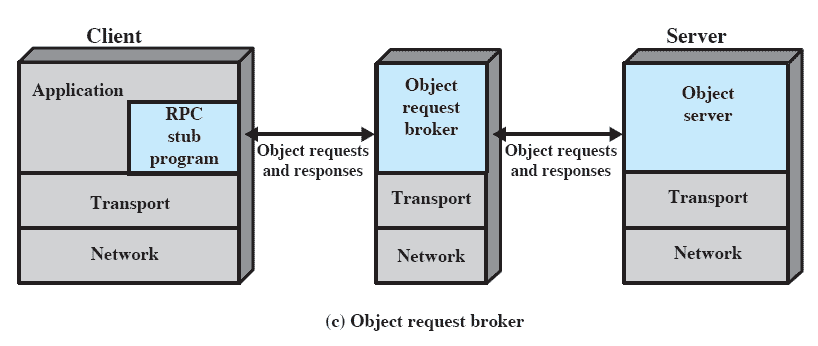 Client
Server
Application
RPC
stub
program
Transport
Network
Object requests
and responses
Object
request
broker
Transport
Network
Object requests
and responses
Object
server
Transport
Network
(c) Object request broker